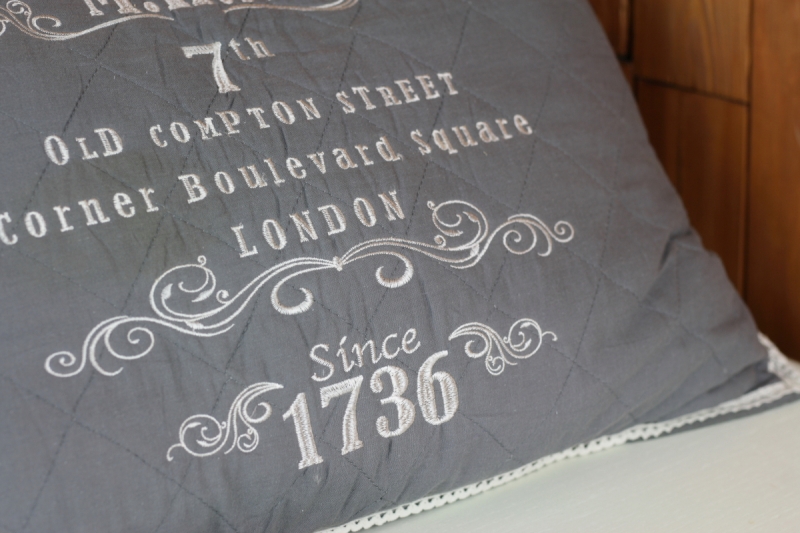 7th
OLD COMPTON STREET
Corner Boulevard Square
LONDON
Since
1736